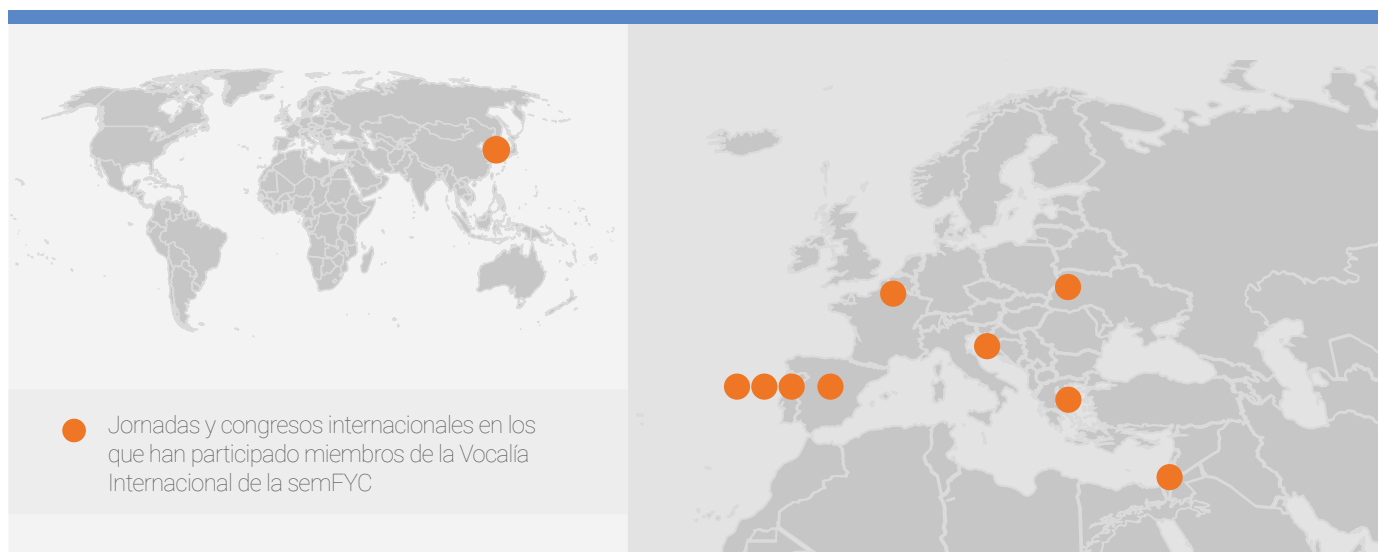 Jornadas y congresos internacionales en los
que han participado miembros de la Vocalía
Internacional de la semFYC